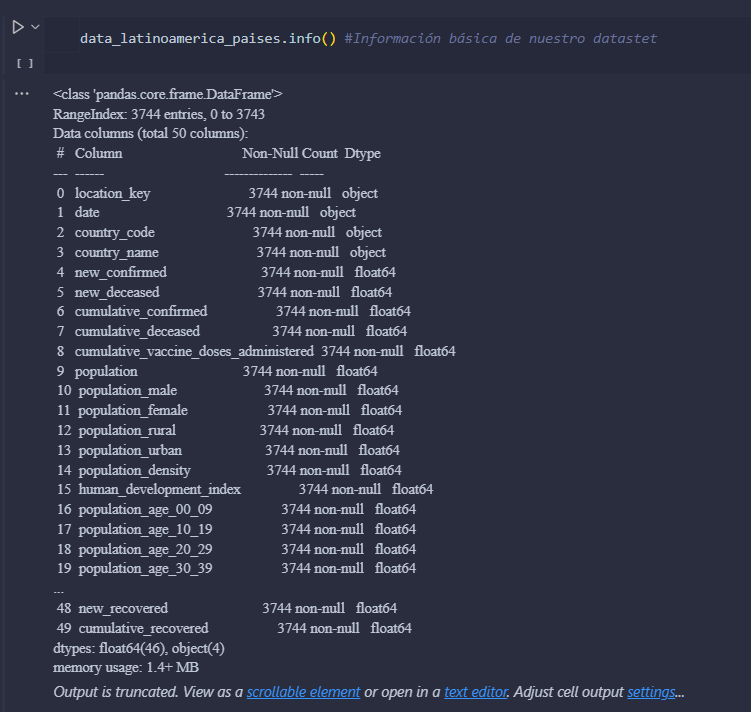 data_latinoamerica_paises.info() #Información básica de nuestro datastet
[ ]
... <class 'pandas.core.frame.DataFrame'>
RangeIndex: 3744 entries, 0 to 3743
Data columns (total 50 columns):
# Column Non-Null Count Dtype
--- ------ -------------- -----
0 location_key 3744 non-null object
1 date 3744 non-null object
2 country_code 3744 non-null object
3 country_name 3744 non-null object
4 new_confirmed 3744 non-null float64
5 new_deceased 3744 non-null float64
6 cumulative_confirmed 3744 non-null float64
7 cumulative_deceased 3744 non-null float64
8 cumulative_vaccine_doses_administered 3744 non-null float64
9 population 3744 non-null float64
10 population_male 3744 non-null float64
11 population_female 3744 non-null float64
12 population_rural 3744 non-null float64
13 population_urban 3744 non-null float64
14 population_density 3744 non-null float64
15 human_development_index 3744 non-null float64
16 population_age_00_09 3744 non-null float64
17 population_age_10_19 3744 non-null float64
18 population_age_20_29 3744 non-null float64
19 population_age_30_39 3744 non-null float64
...
48 new_recovered 3744 non-null float64
49 cumulative_recovered 3744 non-null float64
dtypes: float64(46), object(4)
memory usage: 1.4+ MB
Output is truncated. View as a scrollable element or open in a text editor. Adjust cell output settings...